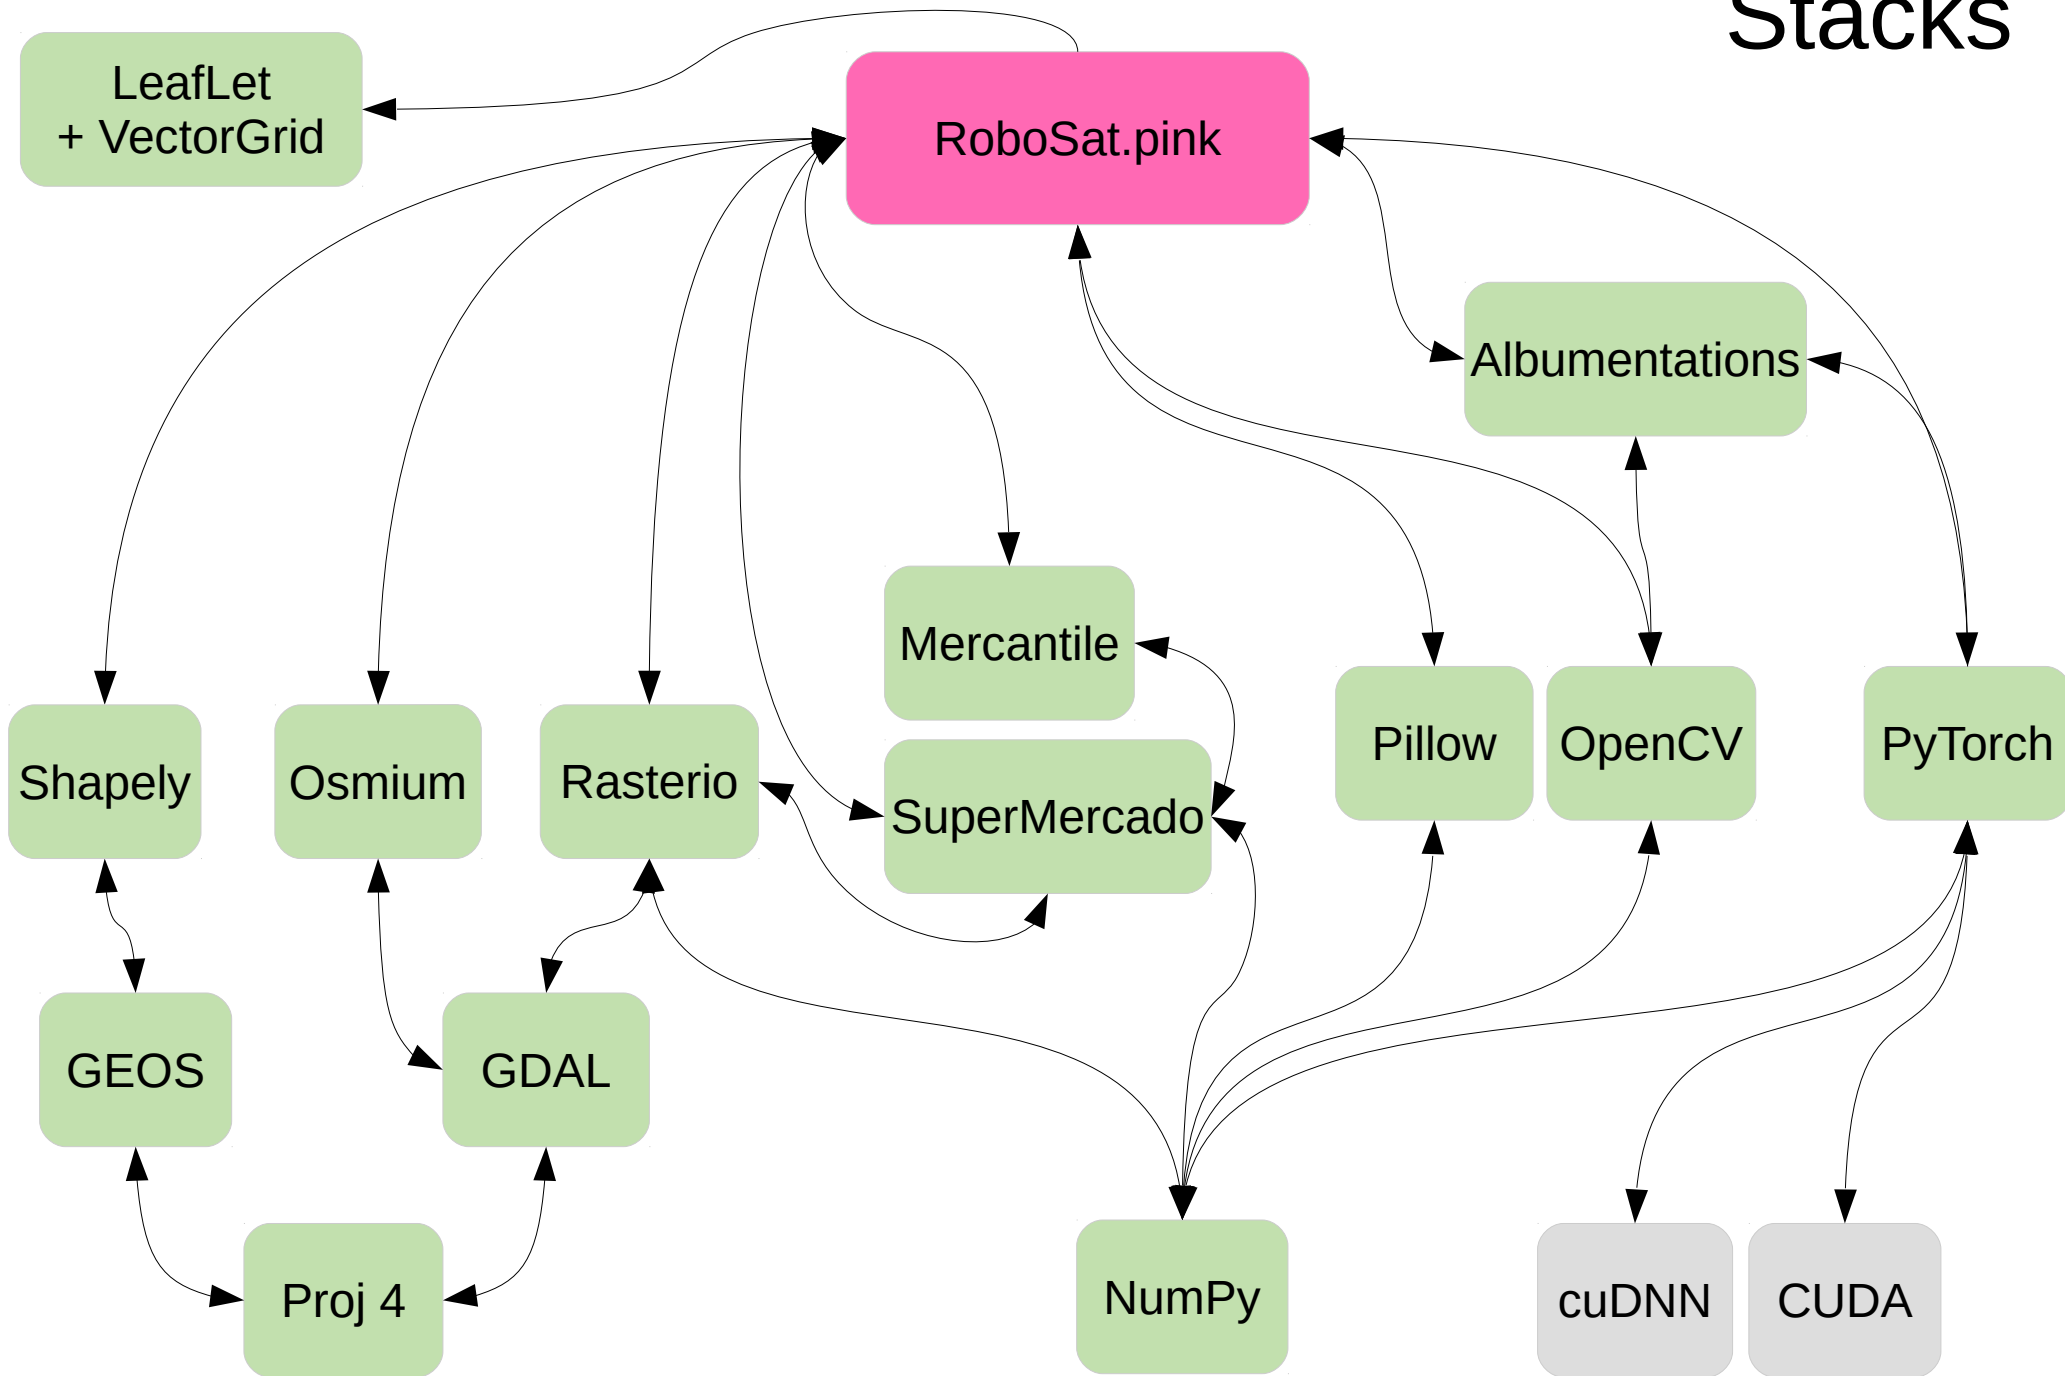 Stacks
LeafLet
+ VectorGrid
RoboSat.pink
Albumentations
Mercantile
Pillow
OpenCV
PyTorch
Shapely
Osmium
Rasterio
SuperMercado
GEOS
GDAL
Proj 4
NumPy
cuDNN
CUDA